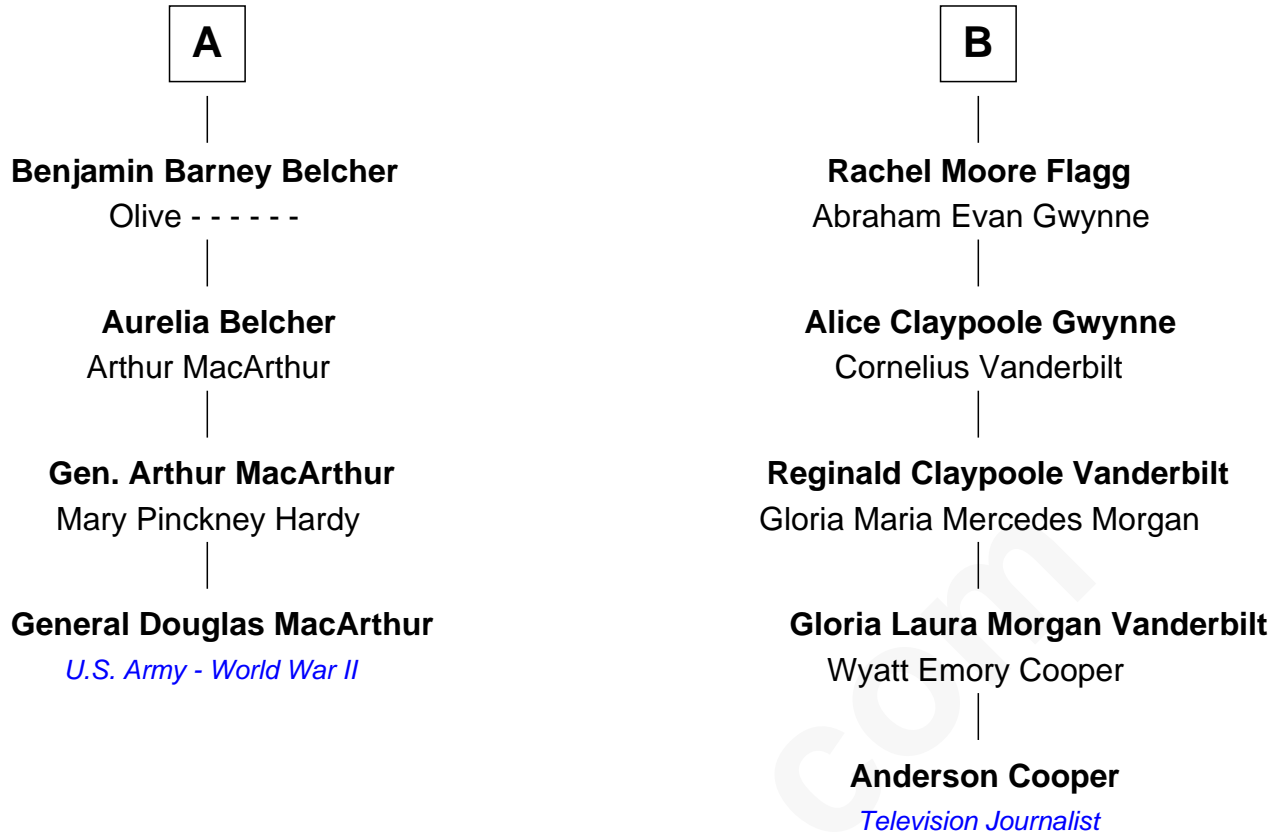 A
Benjamin Barney Belcher
Olive - - - - - -
Aurelia Belcher
Arthur MacArthur
Gen. Arthur MacArthur
Mary Pinckney Hardy
General Douglas MacArthur
U.S. Army - World War II
B
Rachel Moore Flagg
Abraham Evan Gwynne
Alice Claypoole Gwynne
Cornelius Vanderbilt
Reginald Claypoole Vanderbilt
Gloria Maria Mercedes Morgan
Gloria Laura Morgan Vanderbilt
Wyatt Emory Cooper
Anderson Cooper
Television Journalist
com